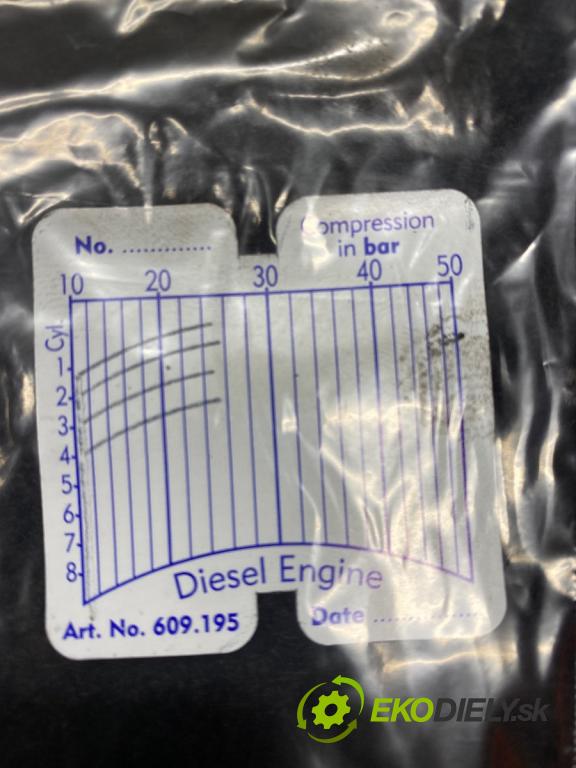 No. ..............
Compression
in bar
10 20 30 40 50
Cyl.
1
2
3
4
5
6
7
8
Diesel Engine
Art. No. 609.195
Date ................
EKODIELY.sk